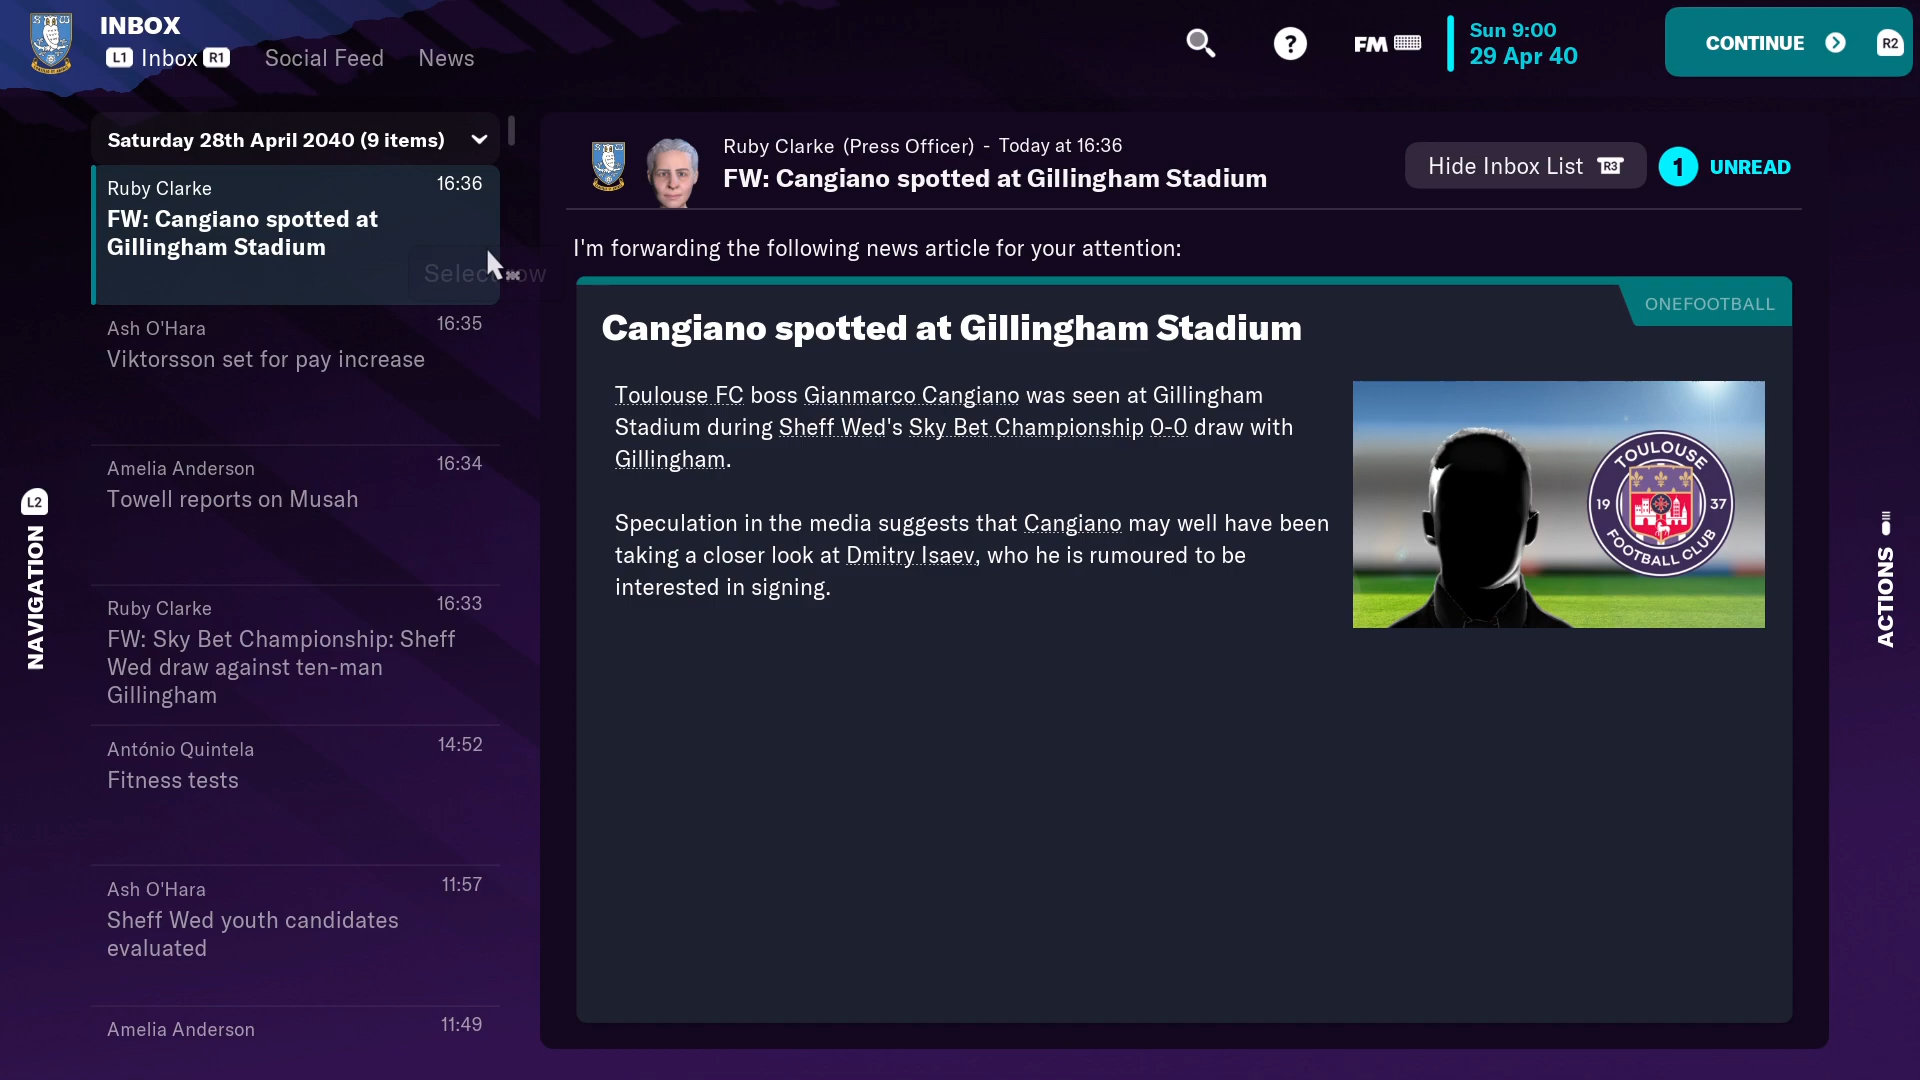 INBOX
L1 Inbox R1 Social Feed News
?
FM
Sun 9:00
29 Apr 40
CONTINUE R2
Saturday 28th April 2040 (9 items)
Ruby Clarke 16:36
FW: Cangiano spotted at
Gillingham Stadium
Ash O'Hara 16:35
Viktorsson set for pay increase
Amelia Anderson 16:34
Towell reports on Musah
Ruby Clarke 16:33
FW: Sky Bet Championship: Sheff
Wed draw against ten-man
Gillingham
António Quintela 14:52
Fitness tests
Ash O'Hara 11:57
Sheff Wed youth candidates
evaluated
Amelia Anderson 11:49
NAVIGATION L2
Ruby Clarke (Press Officer) - Today at 16:36
FW: Cangiano spotted at Gillingham Stadium
Hide Inbox List R3
1 UNREAD
I'm forwarding the following news article for your attention:
ONEFOOTBALL
Cangiano spotted at Gillingham Stadium
Toulouse FC boss Gianmarco Cangiano was seen at Gillingham
Stadium during Sheff Wed's Sky Bet Championship 0-0 draw with
Gillingham.
Speculation in the media suggests that Cangiano may well have been
taking a closer look at Dmitry Isaev, who he is rumoured to be
interested in signing.
TOULOUSE
19 37
FOOTBALL CLUB
ACTIONS